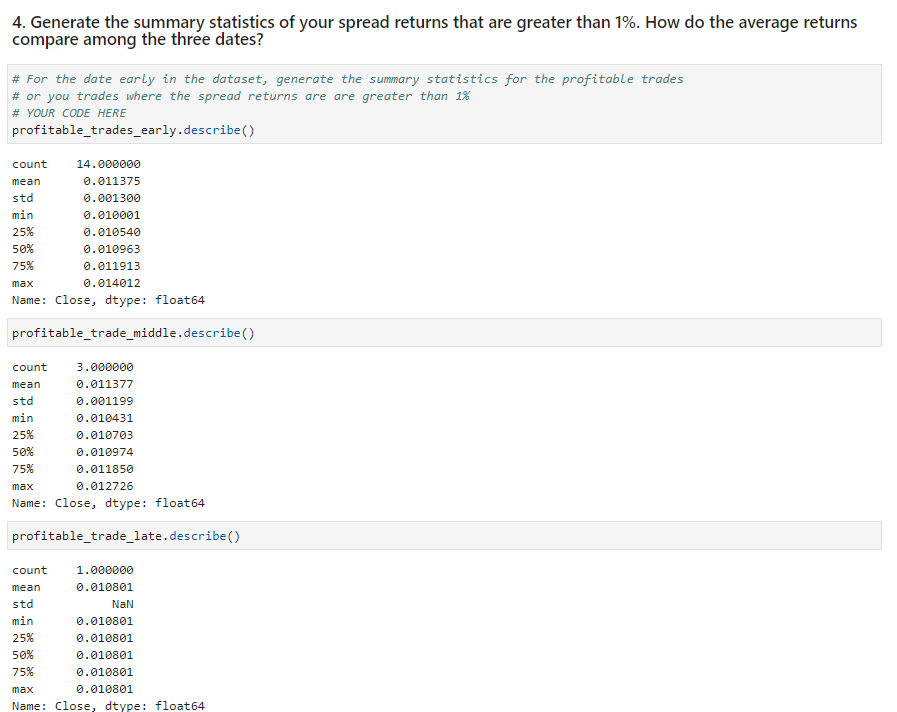 4. Generate the summary statistics of your spread returns that are greater than 1%. How do the average returns
compare among the three dates?
# For the date early in the dataset, generate the summary statistics for the profitable trades
# or you trades where the spread returns are are greater than 1%
# YOUR CODE HERE
profitable_trades_early.describe()
count 14.000000
mean 0.011375
std 0.001300
min 0.010001
25% 0.010540
50% 0.010963
75% 0.011913
max 0.014012
Name: Close, dtype: float64
profitable_trade_middle.describe()
count 3.000000
mean 0.011377
std 0.001199
min 0.010431
25% 0.010703
50% 0.010974
75% 0.011850
max 0.012726
Name: Close, dtype: float64
profitable_trade_late.describe()
count 1.000000
mean 0.010801
std NaN
min 0.010801
25% 0.010801
50% 0.010801
75% 0.010801
max 0.010801
Name: Close, dtype: float64